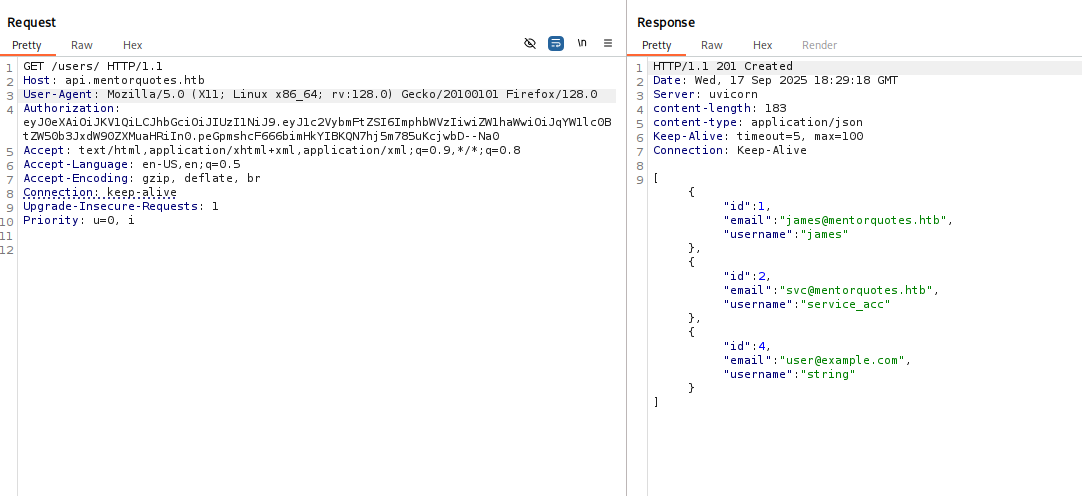 Request
Pretty Raw Hex
\n
1 GET /users/ HTTP/1.1
2 Host: api.mentorquotes.htb
3 User-Agent: Mozilla/5.0 (X11; Linux x86_64; rv:128.0) Gecko/20100101 Firefox/128.0
4 Authorization:
eyJ0eXAiOiJKV1QiLCJhbGciOiJIUzI1NiJ9.eyJ1c2VybmFtZSI6ImphbWVzIiwiZW1haWwiOiJqYW1lc0B
tZW50b3JxdW90ZXMuaHRiIn0.peGpmshcF666bimHkYIBKQN7hj5m785uKcjwbD--Na0
5 Accept: text/html,application/xhtml+xml,application/xml;q=0.9,*/*;q=0.8
6 Accept-Language: en-US,en;q=0.5
7 Accept-Encoding: gzip, deflate, br
8 Connection: keep-alive
9 Upgrade-Insecure-Requests: 1
10 Priority: u=0, i
11
12
Response
Pretty Raw Hex Render
1 HTTP/1.1 201 Created
2 Date: Wed, 17 Sep 2025 18:29:18 GMT
3 Server: uvicorn
4 content-length: 183
5 content-type: application/json
6 Keep-Alive: timeout=5, max=100
7 Connection: Keep-Alive
8
9 [
{
"id":1,
"email":"james@mentorquotes.htb",
"username":"james"
},
{
"id":2,
"email":"svc@mentorquotes.htb",
"username":"service_acc"
},
{
"id":4,
"email":"user@example.com",
"username":"string"
}
]